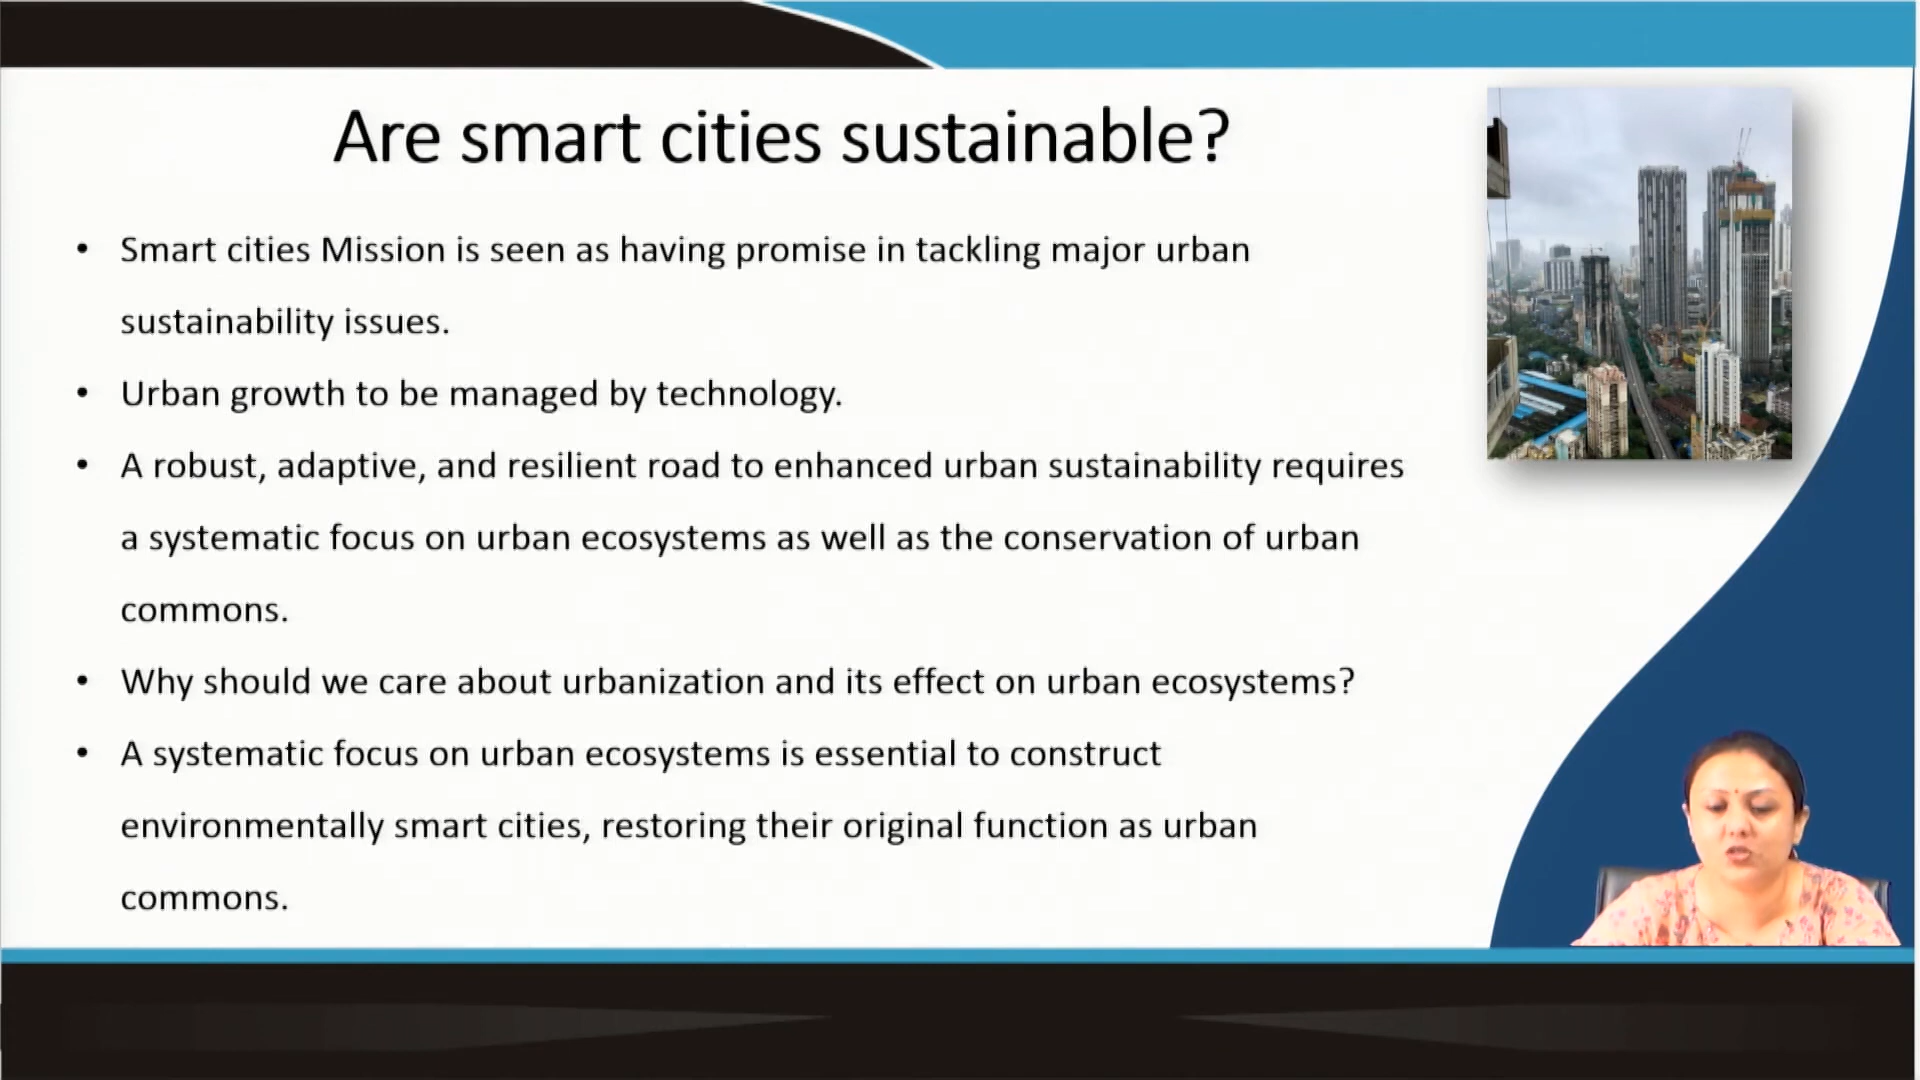 Are smart cities sustainable?
• Smart cities Mission is seen as having promise in tackling major urban
sustainability issues.
• Urban growth to be managed by technology.
• A robust, adaptive, and resilient road to enhanced urban sustainability requires
a systematic focus on urban ecosystems as well as the conservation of urban
commons.
• Why should we care about urbanization and its effect on urban ecosystems?
• A systematic focus on urban ecosystems is essential to construct
environmentally smart cities, restoring their original function as urban
commons.